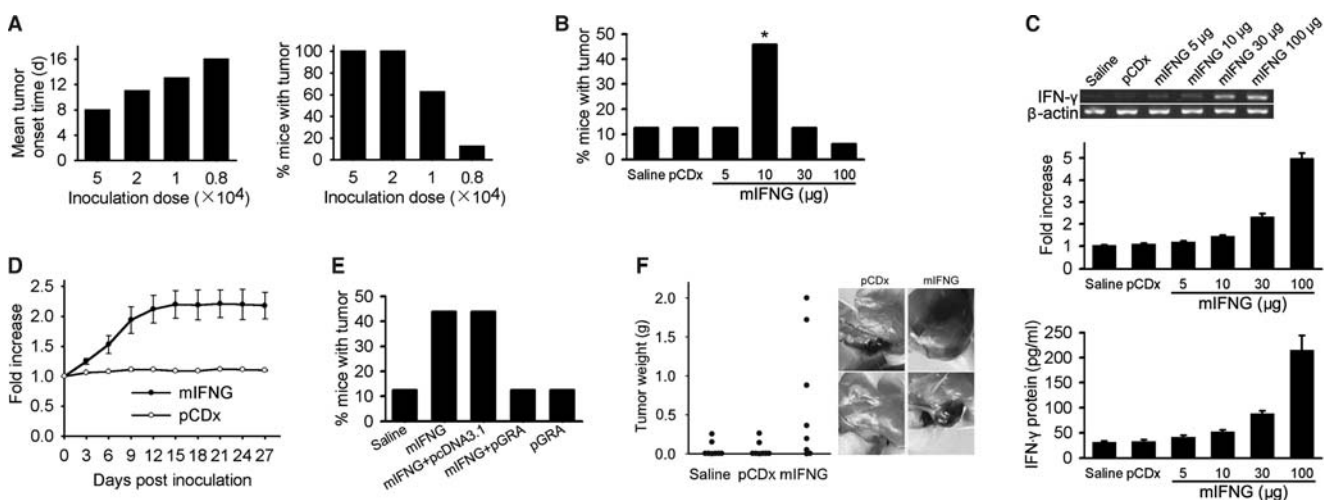 A
Mean tumor
onset time (d)
16
12
8
4
0
5 2 1 0.8
Inoculation dose (×10⁴)
% mice with tumor
100
80
60
40
20
0
5 2 1 0.8
Inoculation dose (×10⁴)
B
% mice with tumor
50
40
30
20
10
0
*
Saline pCDx 5 10 30 100
mIFNG (μg)
C
Saline
pCDx
mIFNG 5 μg
mIFNG 10 μg
mIFNG 30 μg
mIFNG 100 μg
IFN-γ
β-actin
Fold increase
5
4
3
2
1
0
Saline pCDx 5 10 30 100
mIFNG (μg)
IFN-γ protein (pg/ml)
250
200
150
100
50
0
Saline pCDx 5 10 30 100
mIFNG (μg)
D
Fold increase
2.5
2.0
1.5
1.0
0.0
mIFNG
pCDx
0 3 6 9 12 15 18 21 24 27
Days post inoculation
E
% mice with tumor
50
40
30
20
10
0
Saline
mIFNG
mIFNG+pcDNA3.1
mIFNG+pGRA
pGRA
F
Tumor weight (g)
2.0
1.5
1.0
0.5
0.0
Saline pCDx mIFNG
pCDx mIFNG